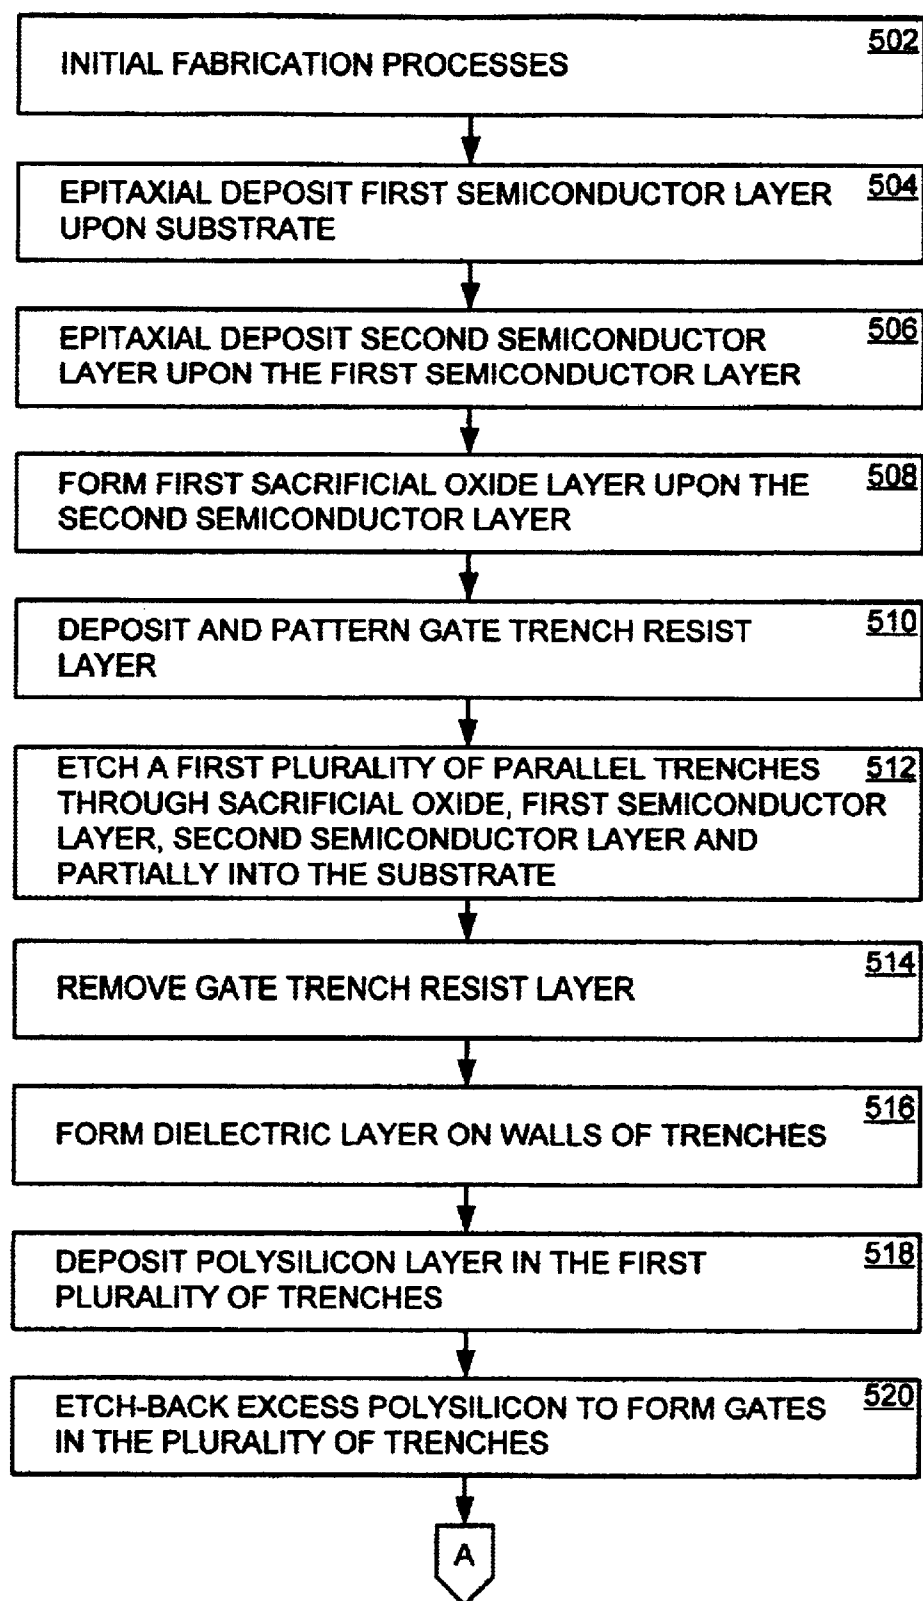 502
INITIAL FABRICATION PROCESSES
504
EPITAXIAL DEPOSIT FIRST SEMICONDUCTOR LAYER
UPON SUBSTRATE
506
EPITAXIAL DEPOSIT SECOND SEMICONDUCTOR
LAYER UPON THE FIRST SEMICONDUCTOR LAYER
508
FORM FIRST SACRIFICIAL OXIDE LAYER UPON THE
SECOND SEMICONDUCTOR LAYER
510
DEPOSIT AND PATTERN GATE TRENCH RESIST
LAYER
512
ETCH A FIRST PLURALITY OF PARALLEL TRENCHES
THROUGH SACRIFICIAL OXIDE, FIRST SEMICONDUCTOR
LAYER, SECOND SEMICONDUCTOR LAYER AND
PARTIALLY INTO THE SUBSTRATE
514
REMOVE GATE TRENCH RESIST LAYER
516
FORM DIELECTRIC LAYER ON WALLS OF TRENCHES
518
DEPOSIT POLYSILICON LAYER IN THE FIRST
PLURALITY OF TRENCHES
520
ETCH-BACK EXCESS POLYSILICON TO FORM GATES
IN THE PLURALITY OF TRENCHES
A